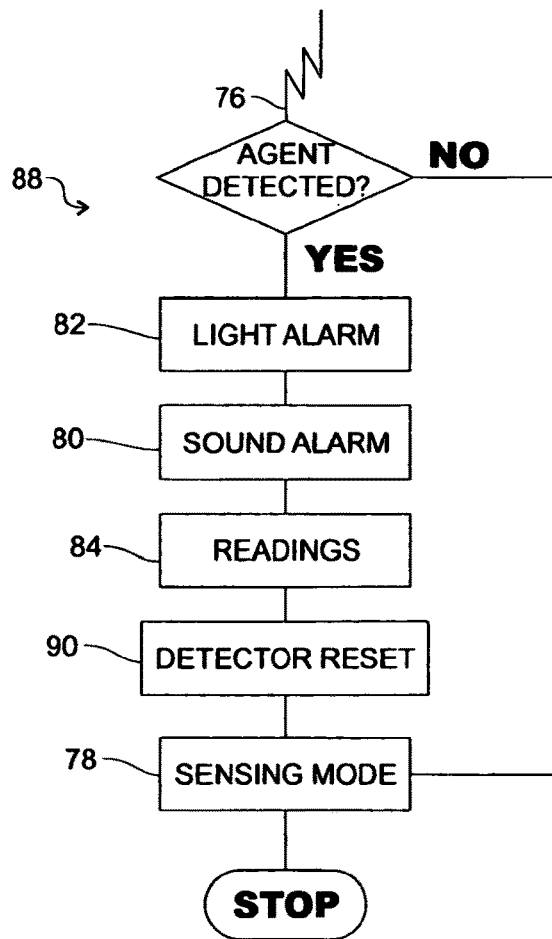 76
AGENT
DETECTED?
NO
88
YES
82
LIGHT ALARM
80
SOUND ALARM
84
READINGS
90
DETECTOR RESET
78
SENSING MODE
STOP